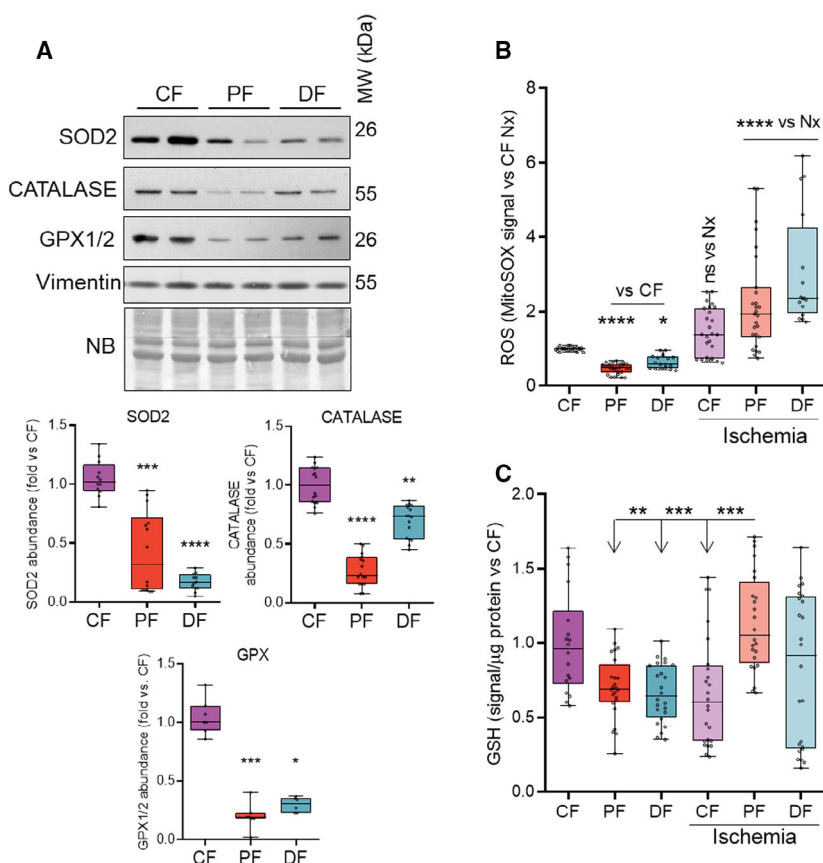 A
CF PF DF
MW (kDa)
SOD2 26
CATALASE 55
GPX1/2 26
Vimentin 55
NB
SOD2
SOD2 abundance (fold vs CF)
1.5
1.0
0.5
0.0
*** ****
CF PF DF
CATALASE
CATALASE
abundance (fold vs CF)
1.5
1.0
0.5
0.0
**** **
CF PF DF
GPX
GPX1/2 abundance (fold vs. CF)
1.5
1.0
0.5
0.0
*** *
CF PF DF
B
ROS (MitoSOX signal vs CF Nx)
8
6
4
2
0
vs CF
**** *
ns vs Nx
**** vs Nx
CF PF DF CF PF DF
Ischemia
C
GSH (signal/µg protein vs CF)
2.0
1.5
1.0
0.5
0.0
** *** ***
CF PF DF CF PF DF
Ischemia